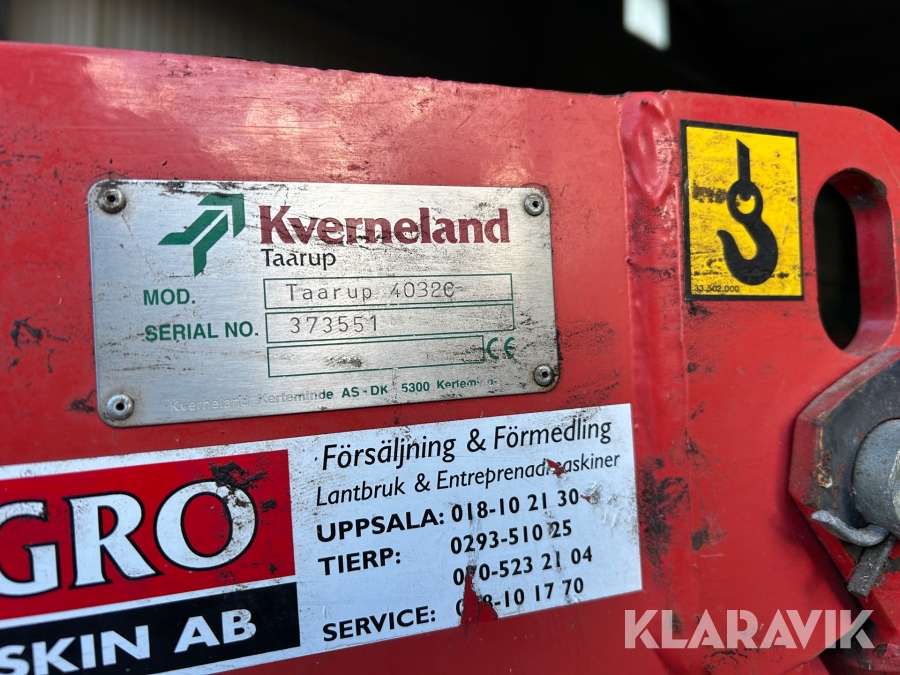 Kverneland
Taarup
MOD. Taarup 4032C
SERIAL NO. 373551
CE
Kverneland Kerteminde AS - DK 5300
33.502.000
GRO
SKIN AB
Försäljning & Förmedling
Lantbruk & Entreprenadmaskiner
UPPSALA: 018-10 21 30
TIERP: 0293-510 25
070-523 21 04
SERVICE: 10 17 70
KLARAVIK